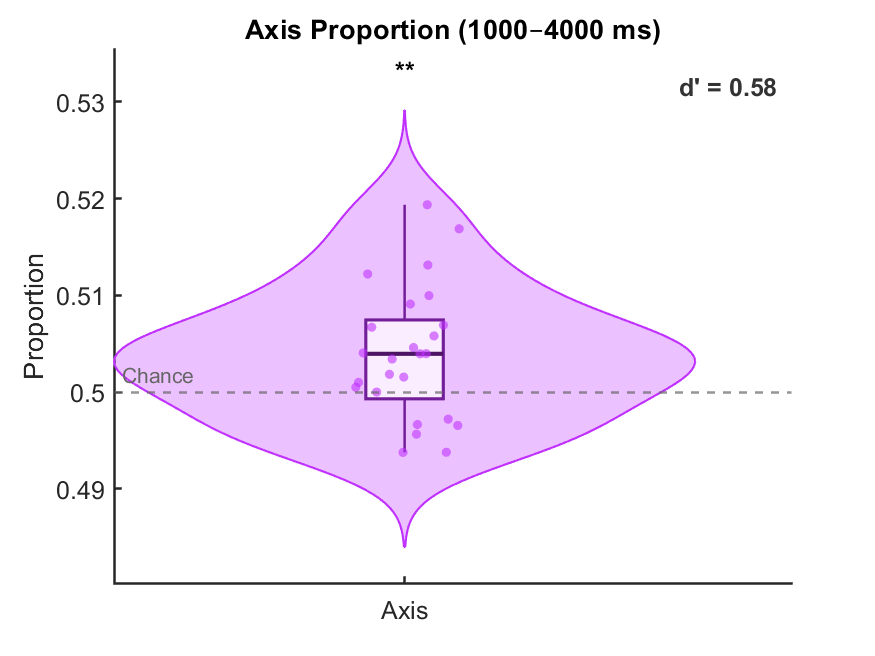 Axis Proportion (1000−4000 ms)
**
d' = 0.58
0.53
0.52
0.51
0.5
0.49
Proportion
Chance
Axis